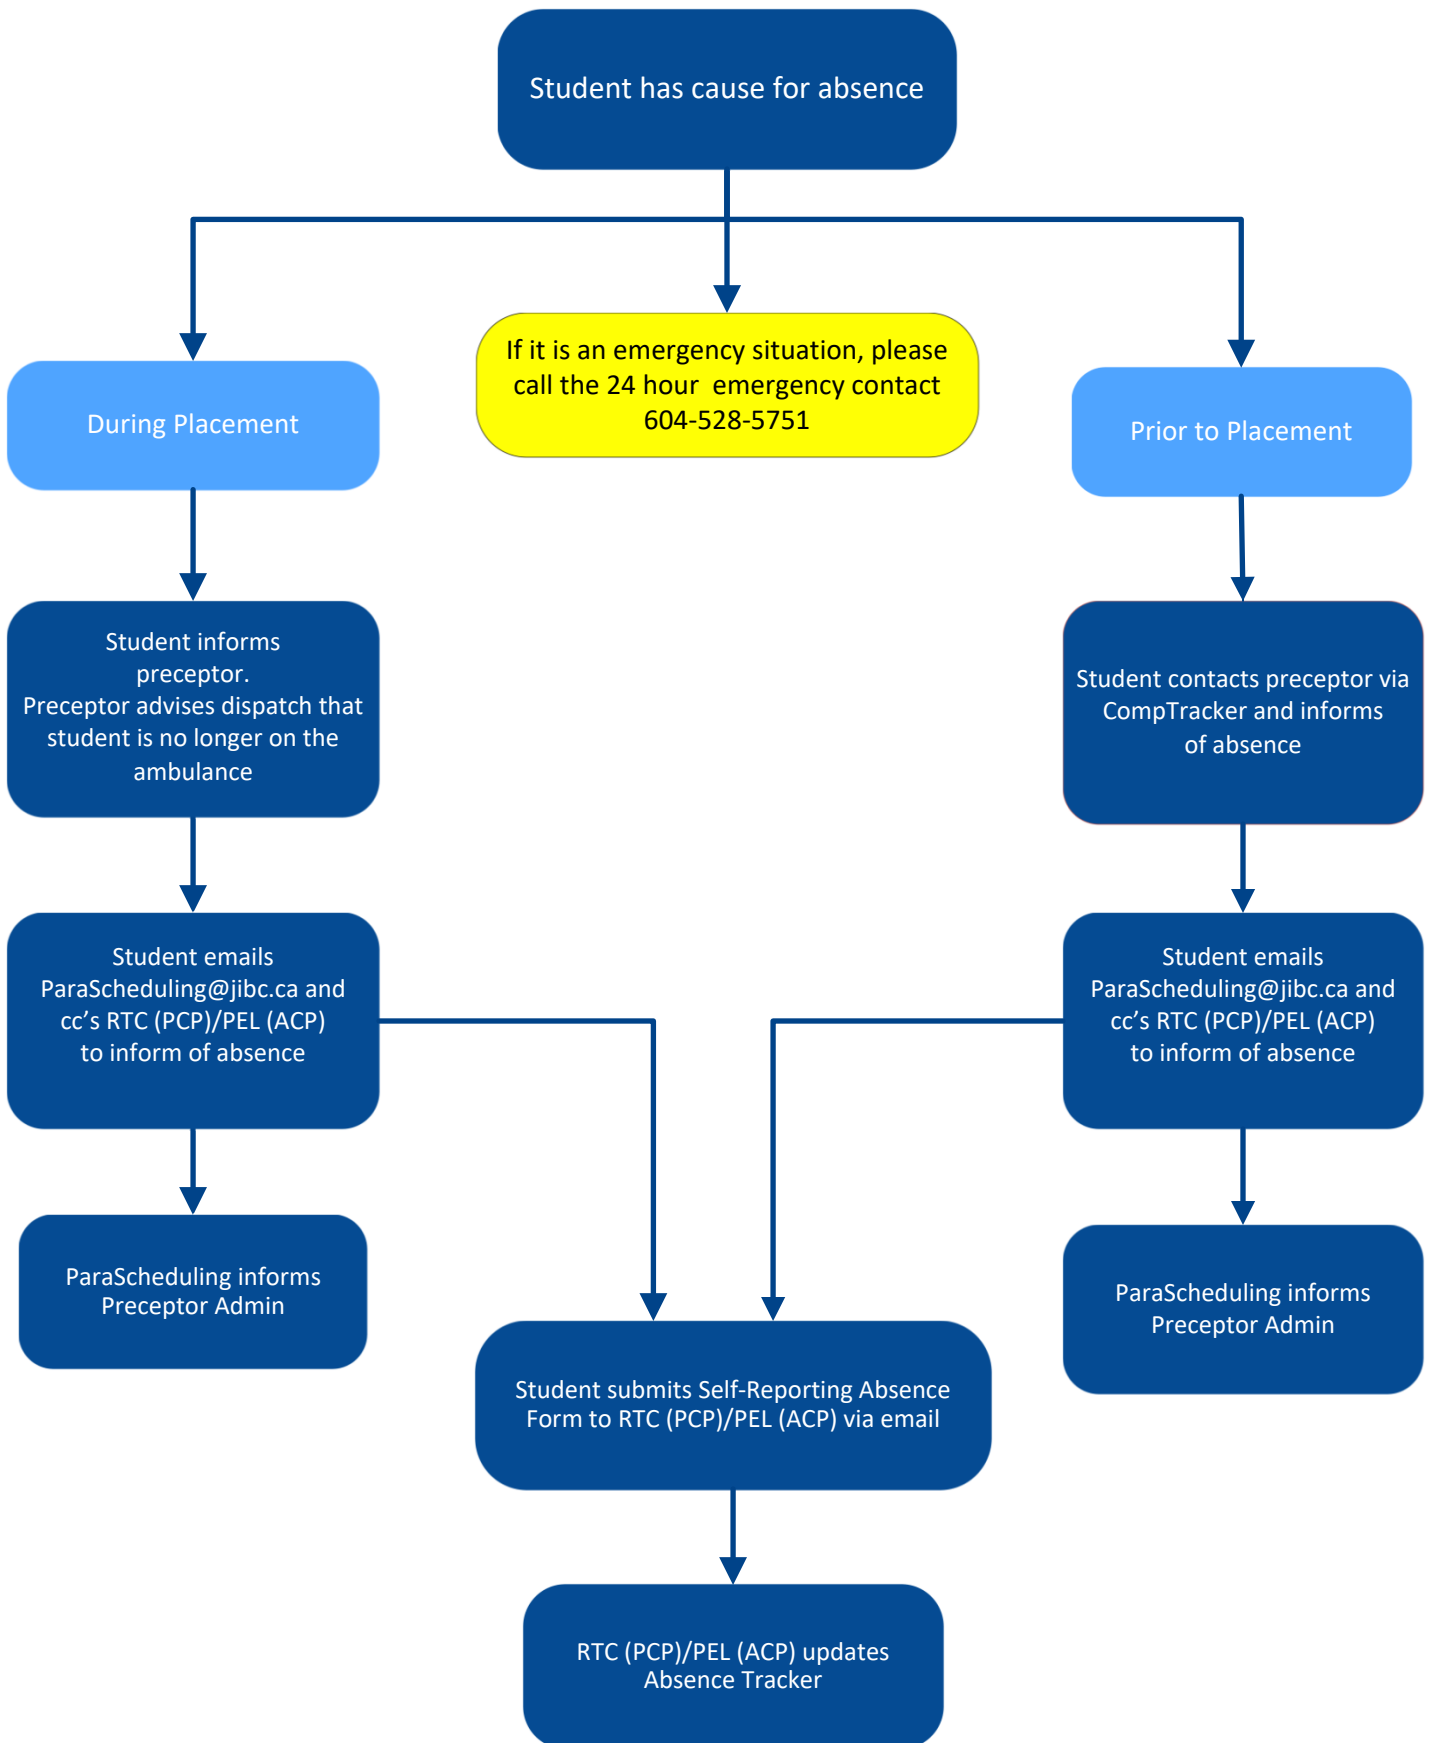 Student has cause for absence
If it is an emergency situation, please
call the 24 hour  emergency contact
604-528-5751
During Placement
Prior to Placement
Student informs
preceptor.
Preceptor advises dispatch that
student is no longer on the
ambulance
Student contacts preceptor via
CompTracker and informs
of absence
Student emails
ParaScheduling@jibc.ca and
cc’s RTC (PCP)/PEL (ACP)
to inform of absence
Student emails
ParaScheduling@jibc.ca and
cc’s RTC (PCP)/PEL (ACP)
to inform of absence
ParaScheduling informs
Preceptor Admin
ParaScheduling informs
Preceptor Admin
Student submits Self-Reporting Absence
Form to RTC (PCP)/PEL (ACP) via email
RTC (PCP)/PEL (ACP) updates
Absence Tracker